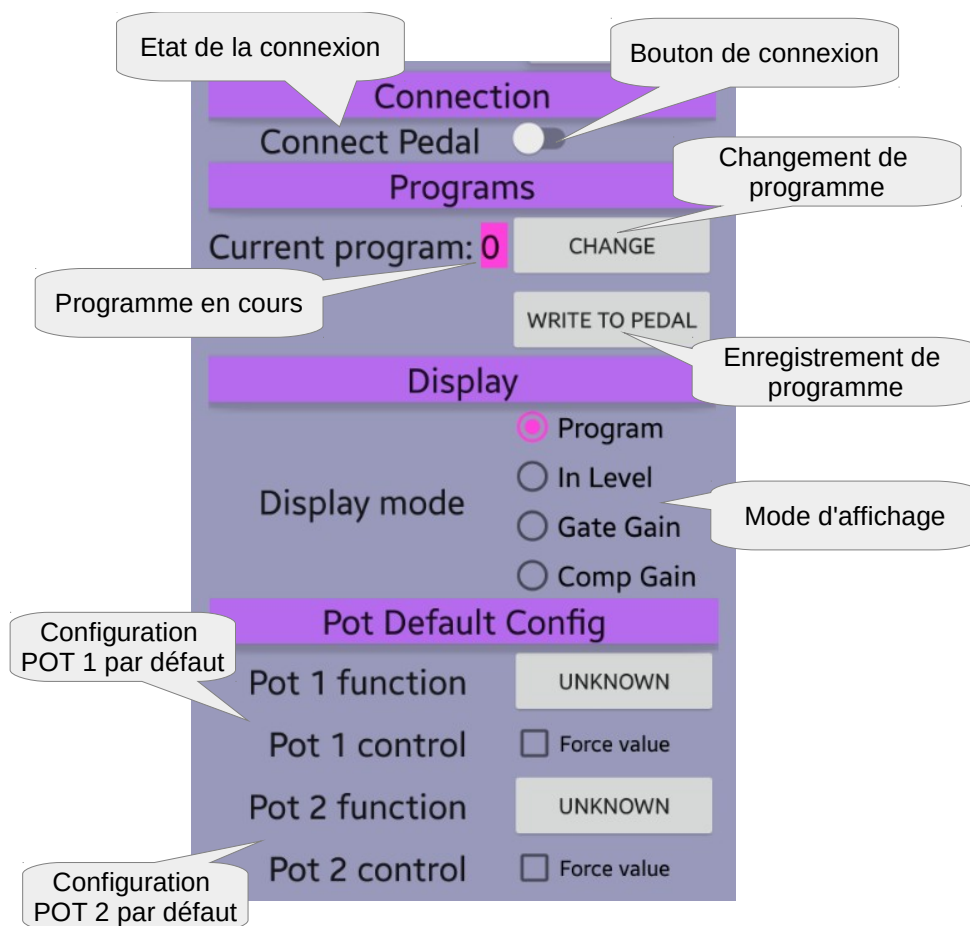 Etat de la connexion
Bouton de connexion
Connection
Connect Pedal
Changement de
programme
Programs
Current program: 0
CHANGE
Programme en cours
WRITE TO PEDAL
Enregistrement de
programme
Display
Program
In Level
Display mode
Mode d'affichage
Gate Gain
Comp Gain
Pot Default Config
Configuration
POT 1 par défaut
Pot 1 function
UNKNOWN
Pot 1 control
Force value
Pot 2 function
UNKNOWN
Pot 2 control
Force value
Configuration
POT 2 par défaut